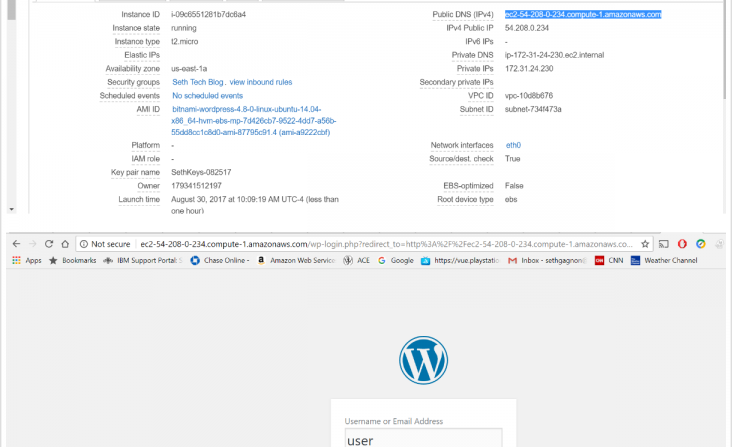 Instance ID i-09c6551281b7dc6a4 Public DNS (IPv4) ec2-54-208-0-234.compute-1.amazonaws.com
Instance state running IPv4 Public IP 54.208.0.234
Instance type t2.micro IPv6 IPs -
Elastic IPs Private DNS ip-172-31-24-230.ec2.internal
Availability zone us-east-1a Private IPs 172.31.24.230
Security groups Seth Tech Blog . view inbound rules Secondary private IPs
Scheduled events No scheduled events VPC ID vpc-10d8b676
AMI ID bitnami-wordpress-4.8-0-linux-ubuntu-14.04- Subnet ID subnet-734f473a
x86_64-hvm-ebs-mp-7d426cb7-9522-4dd7-a56b-
55dd8cc1c8d0-ami-87795c91.4 (ami-a9222cbf)
Platform - Network interfaces eth0
IAM role - Source/dest. check True
Key pair name SethKeys-082517
Owner 179341512197 EBS-optimized False
Launch time August 30, 2017 at 10:09:19 AM UTC-4 (less than Root device type ebs
one hour)
Not secure ec2-54-208-0-234.compute-1.amazonaws.com/wp-login.php?redirect_to=http%3A%2F%2Fec2-54-208-0-234.compute-1.amazonaws.co...
Apps Bookmarks IBM Support Portal: S Chase Online - Amazon Web Service ACE Google https://vue.playstatio Inbox - sethgagnon@ CNN Weather Channel
Username or Email Address
user